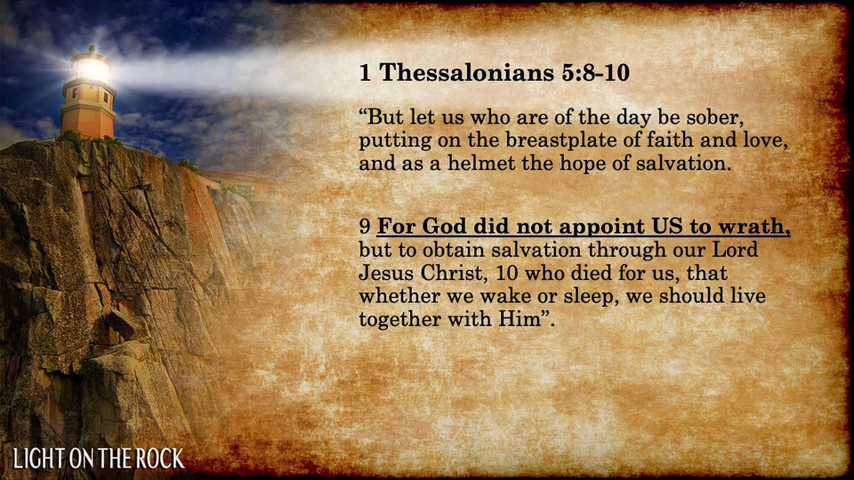 1 Thessalonians 5:8-10
“But let us who are of the day be sober,
putting on the breastplate of faith and love,
and as a helmet the hope of salvation.
9 For God did not appoint US to wrath,
but to obtain salvation through our Lord
Jesus Christ, 10 who died for us, that
whether we wake or sleep, we should live
together with Him”.
LIGHT ON THE ROCK